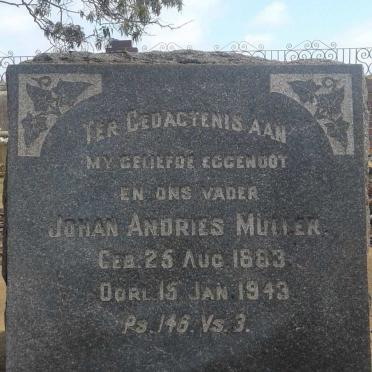 TER GEDACTENIS AAN
MY GELIEFDE EGGENOOT
EN ONS VADER
JOHAN ANDRIES MULLER
GEB. 25 AUG. 1883
OORL. 15 JAN. 1943
Ps. 146. Vs. 3.